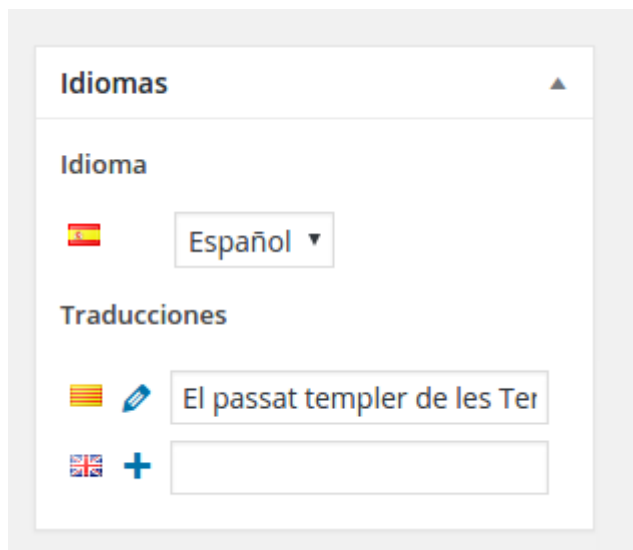 Idiomas
Idioma
Español
Traducciones
El passat templer de les Ter